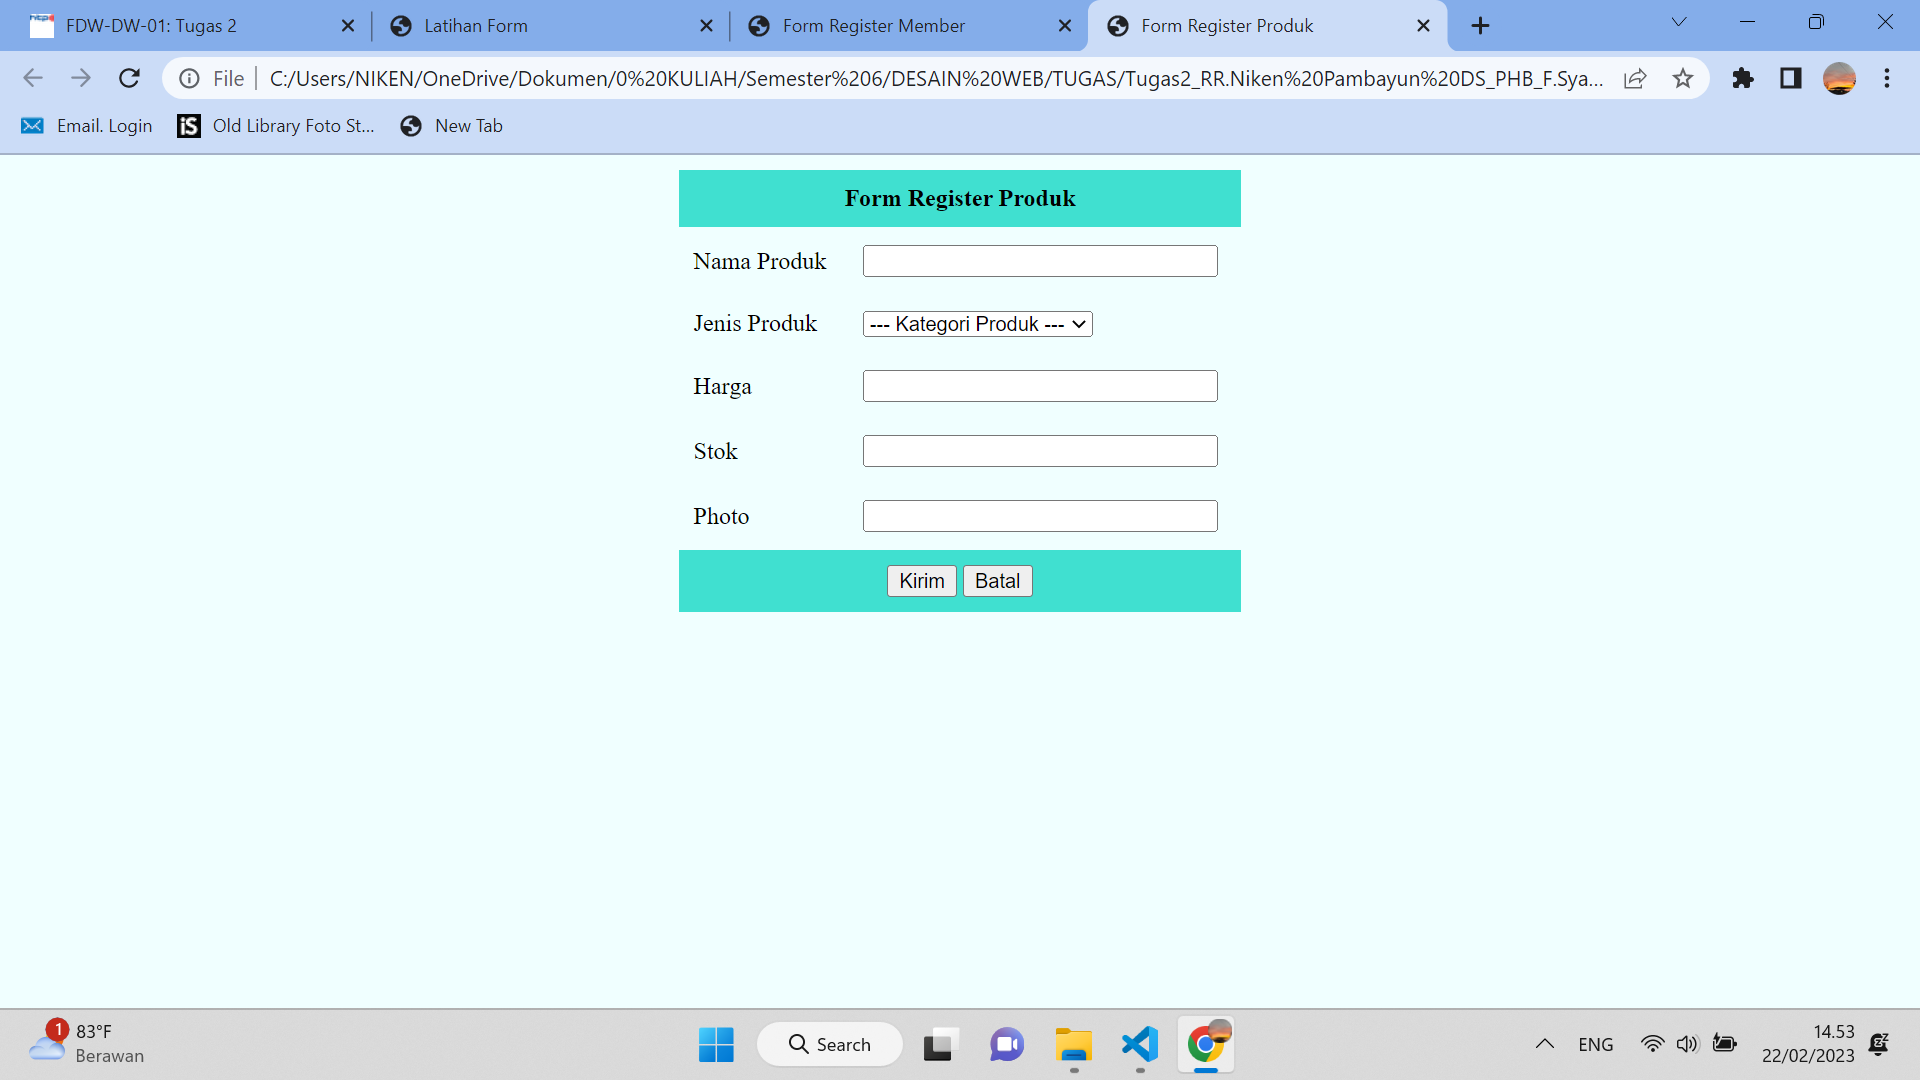 FDW-DW-01: Tugas 2
Latihan Form
Form Register Member
Form Register Produk
File
C:/Users/NIKEN/OneDrive/Dokumen/0%20KULIAH/Semester%206/DESAIN%20WEB/TUGAS/Tugas2_RR.Niken%20Pambayun%20DS_PHB_F.Sya...
Email. Login
iS
Old Library Foto St...
New Tab
Form Register Produk
Nama Produk
Jenis Produk
--- Kategori Produk ---
Harga
Stok
Photo
Kirim
Batal
1
83°F
Berawan
Search
ENG
14.53
22/02/2023